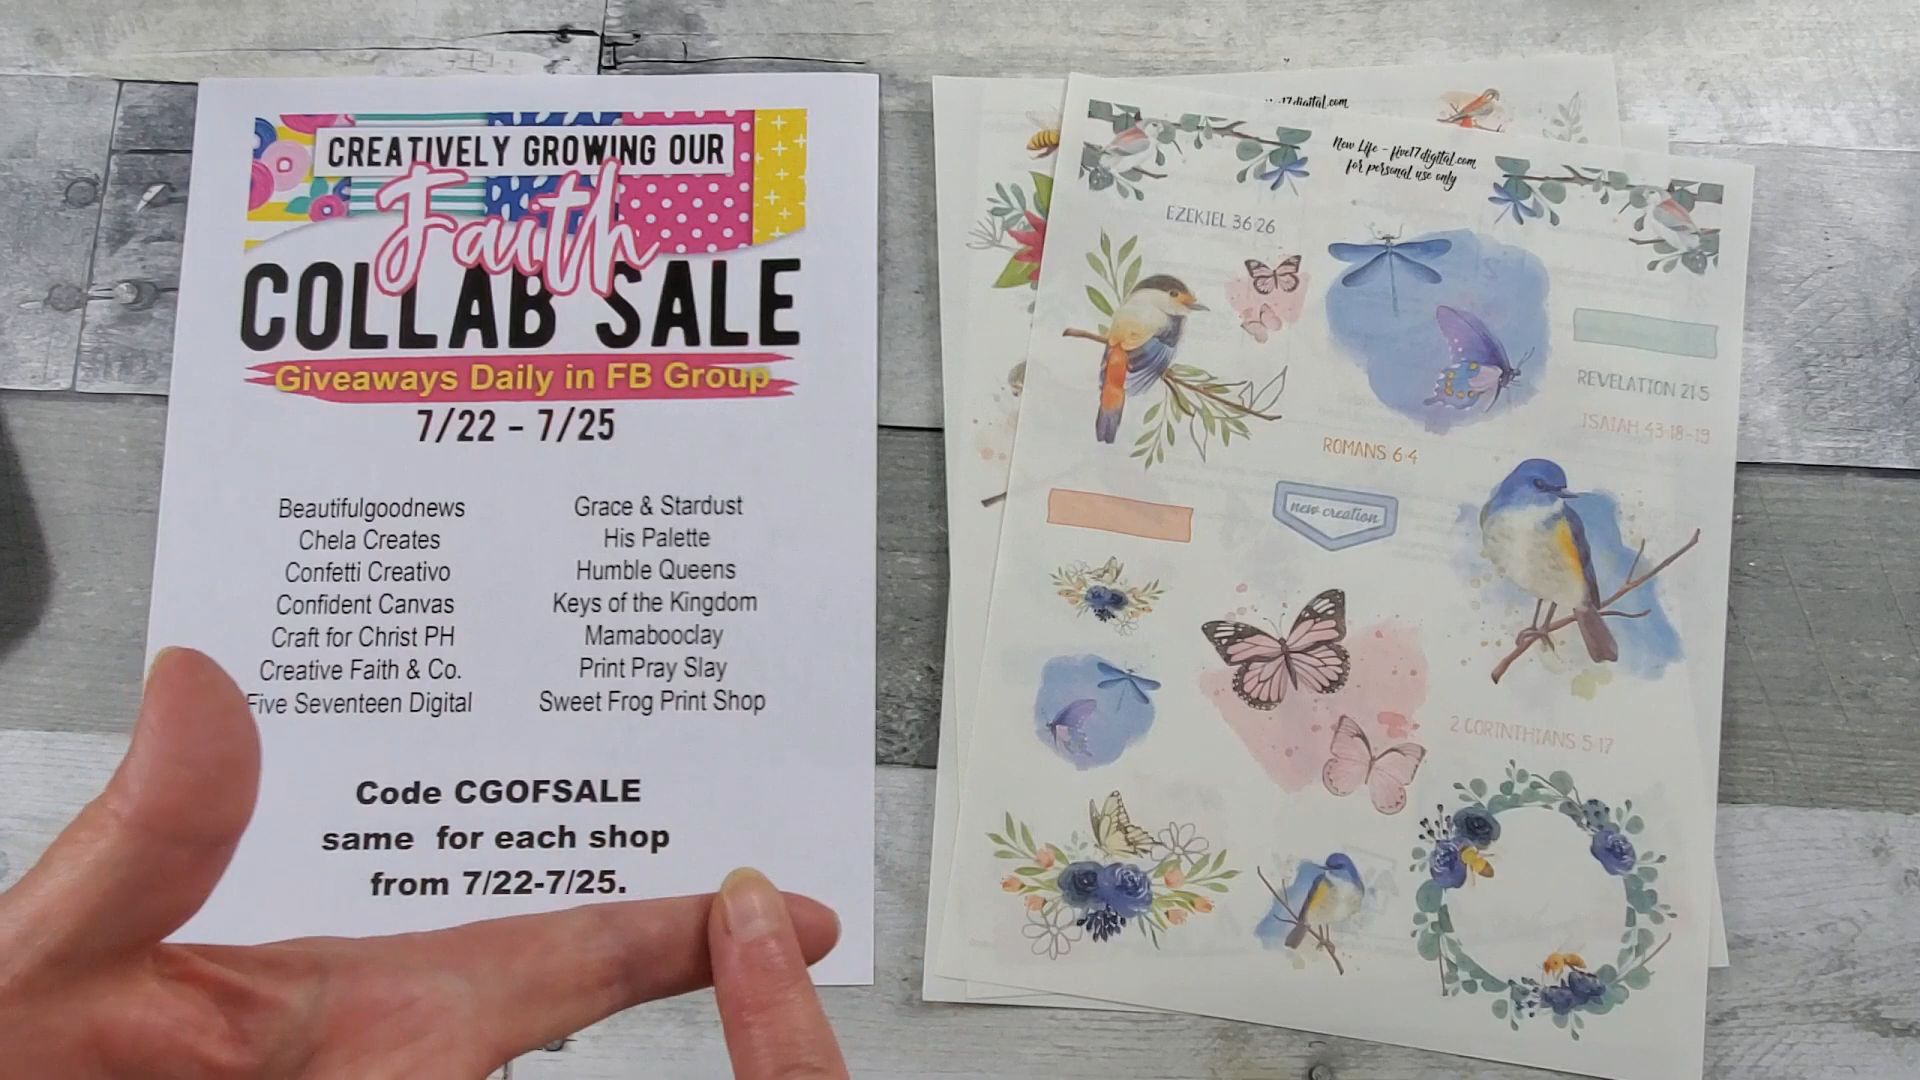 CREATIVELY GROWING OUR
Faith
COLLAB SALE
Giveaways Daily in FB Group
7/22 - 7/25
Beautifulgoodnews
Chela Creates
Confetti Creativo
Confident Canvas
Craft for Christ PH
Creative Faith & Co.
Five Seventeen Digital
Grace & Stardust
His Palette
Humble Queens
Keys of the Kingdom
Mamabooclay
Print Pray Slay
Sweet Frog Print Shop
Code CGOFSALE
same for each shop
from 7/22-7/25.
New Life - five17digital.com
for personal use only
EZEKIEL 36:26
REVELATION 21:5
ISAIAH 43:18-19
ROMANS 6:4
new creation
2 CORINTHIANS 5:17